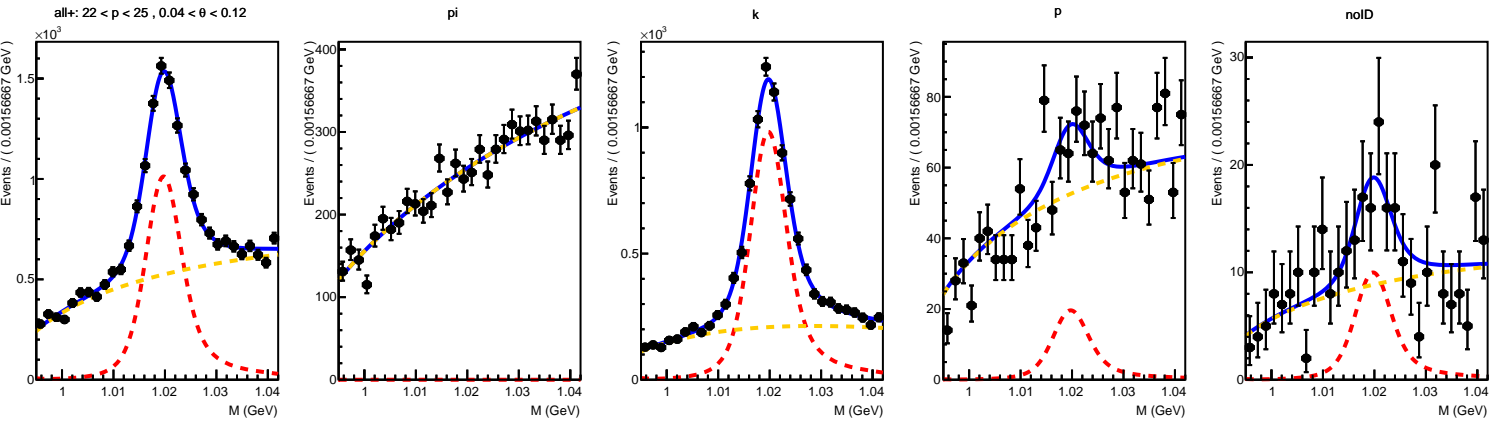 all+: 22 < p < 25 , 0.04 < θ < 0.12
×10³
Events / ( 0.00156667 GeV )
1.5
1
0.5
0
1 1.01 1.02 1.03 1.04
M (GeV)
pi
Events / ( 0.00156667 GeV )
400
300
200
100
0
1 1.01 1.02 1.03 1.04
M (GeV)
k
×10³
Events / ( 0.00156667 GeV )
1
0.5
0
1 1.01 1.02 1.03 1.04
M (GeV)
p
Events / ( 0.00156667 GeV )
80
60
40
20
0
1 1.01 1.02 1.03 1.04
M (GeV)
noID
Events / ( 0.00156667 GeV )
30
20
10
0
1 1.01 1.02 1.03 1.04
M (GeV)